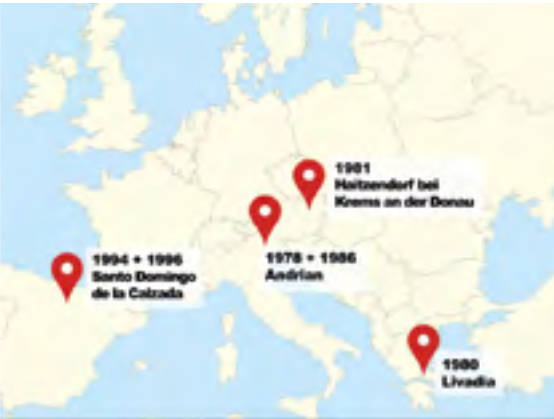 1981
Haitzendorf bei
Krems an der Donau
1994 + 1996
Santo Domingo
de la Calzada
1978 + 1986
Andrian
1980
Livadia